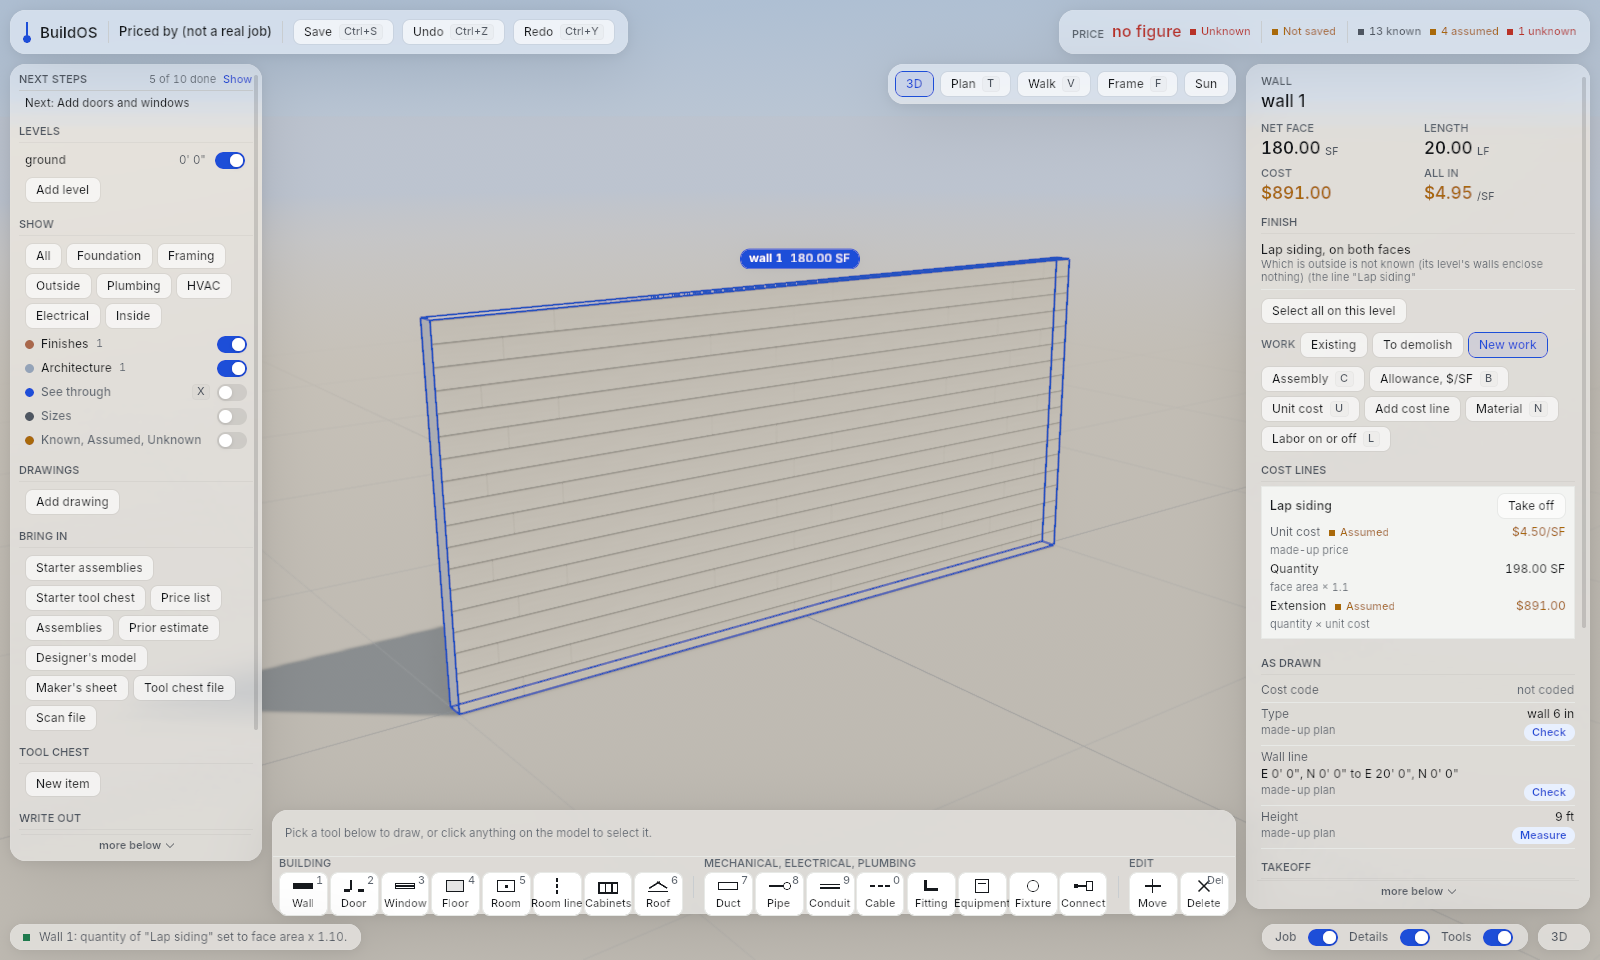 BuildOS
Priced by (not a real job)
Save Ctrl+S
Undo Ctrl+Z
Redo Ctrl+Y
PRICE no figure Unknown
Not saved
13 known 4 assumed 1 unknown
NEXT STEPS 5 of 10 done Show
Next: Add doors and windows
LEVELS
ground 0' 0"
Add level
SHOW
All Foundation Framing
Outside Plumbing HVAC
Electrical Inside
Finishes 1
Architecture 1
See through X
Sizes
Known, Assumed, Unknown
DRAWINGS
Add drawing
BRING IN
Starter assemblies
Starter tool chest Price list
Assemblies Prior estimate
Designer's model
Maker's sheet Tool chest file
Scan file
TOOL CHEST
New item
WRITE OUT
more below
3D Plan T Walk V Frame F Sun
wall 1 180.00 SF
Pick a tool below to draw, or click anything on the model to select it.
BUILDING
1 2 3 4 5 6
Wall Door Window Floor Room Room line Cabinets Roof
MECHANICAL, ELECTRICAL, PLUMBING
7 8 9 0
Duct Pipe Conduit Cable Fitting Equipment Fixture Connect
EDIT
Del
Move Delete
WALL
wall 1
NET FACE LENGTH
180.00 SF 20.00 LF
COST ALL IN
$891.00 $4.95 /SF
FINISH
Lap siding, on both faces
Which is outside is not known (its level's walls enclose
nothing) (the line "Lap siding"
Select all on this level
WORK Existing To demolish New work
Assembly C Allowance, $/SF B
Unit cost U Add cost line Material N
Labor on or off L
COST LINES
Lap siding Take off
Unit cost Assumed $4.50/SF
made-up price
Quantity 198.00 SF
face area × 1.1
Extension Assumed $891.00
quantity × unit cost
AS DRAWN
Cost code not coded
Type wall 6 in
made-up plan Check
Wall line
E 0' 0", N 0' 0" to E 20' 0", N 0' 0"
made-up plan Check
Height 9 ft
made-up plan Measure
TAKEOFF
more below
Wall 1: quantity of "Lap siding" set to face area x 1.10.
Job Details Tools 3D